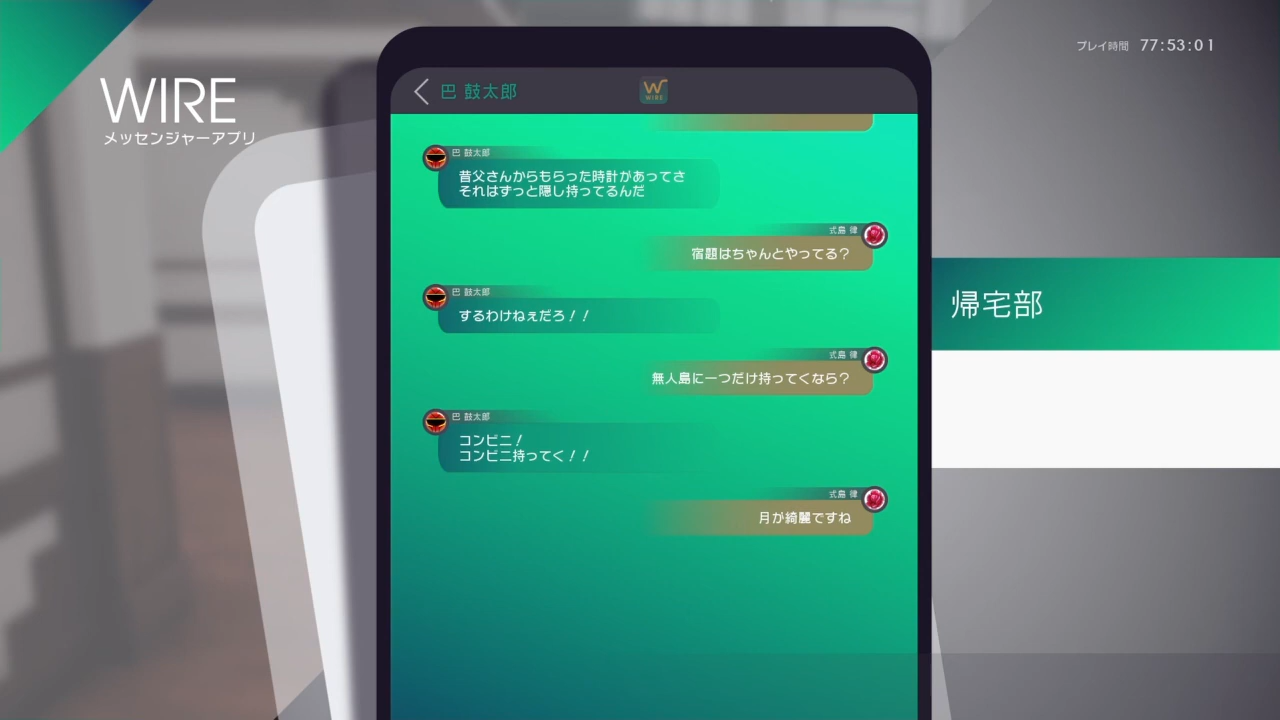 WIRE
メッセンジャーアプリ
プレイ時間 77:53:01
巴 鼓太郎
W
WIRE
巴 鼓太郎
昔父さんからもらった時計があってさ
それはずっと隠し持ってるんだ
式島 律
宿題はちゃんとやってる？
巴 鼓太郎
するわけねぇだろ！！
式島 律
無人島に一つだけ持ってくなら？
巴 鼓太郎
コンビニ！
コンビニ持ってく！！
式島 律
月が綺麗ですね
帰宅部